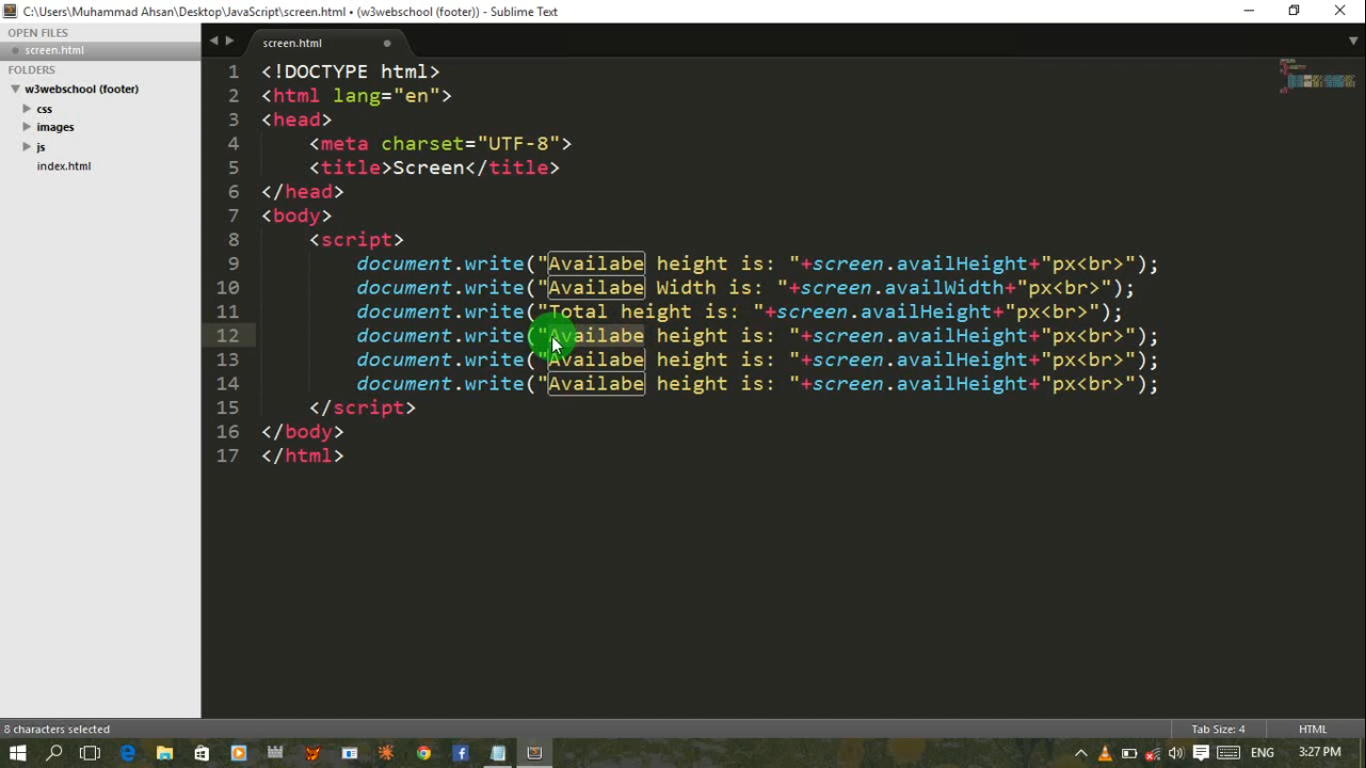 C:\Users\Muhammad Ahsan\Desktop\JavaScript\screen.html • (w3webschool (footer)) - Sublime Text
OPEN FILES
screen.html
FOLDERS
w3webschool (footer)
css
images
js
index.html
screen.html
1 <!DOCTYPE html>
2 <html lang="en">
3 <head>
4 <meta charset="UTF-8">
5 <title>Screen</title>
6 </head>
7 <body>
8 <script>
9 document.write("Availabe height is: "+screen.availHeight+"px<br>");
10 document.write("Availabe Width is: "+screen.availWidth+"px<br>");
11 document.write("Total height is: "+screen.availHeight+"px<br>");
12 document.write("Availabe height is: "+screen.availHeight+"px<br>");
13 document.write("Availabe height is: "+screen.availHeight+"px<br>");
14 document.write("Availabe height is: "+screen.availHeight+"px<br>");
15 </script>
16 </body>
17 </html>
8 characters selected
Tab Size: 4
HTML
ENG
3:27 PM